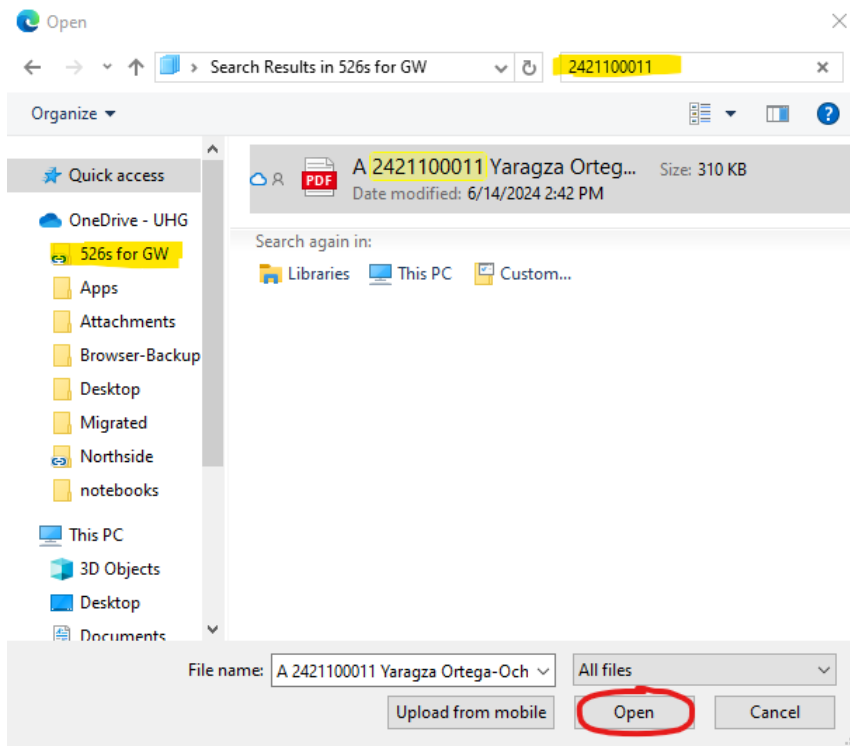 Open
Search Results in 526s for GW
2421100011
Organize
Quick access
OneDrive - UHG
526s for GW
Apps
Attachments
Browser-Backup
Desktop
Migrated
Northside
notebooks
This PC
3D Objects
Desktop
Documents
PDF
A 2421100011 Yaragza Orteg... Size: 310 KB
Date modified: 6/14/2024 2:42 PM
Search again in:
Libraries This PC Custom...
File name: A 2421100011 Yaragza Ortega-Och All files
Upload from mobile Open Cancel